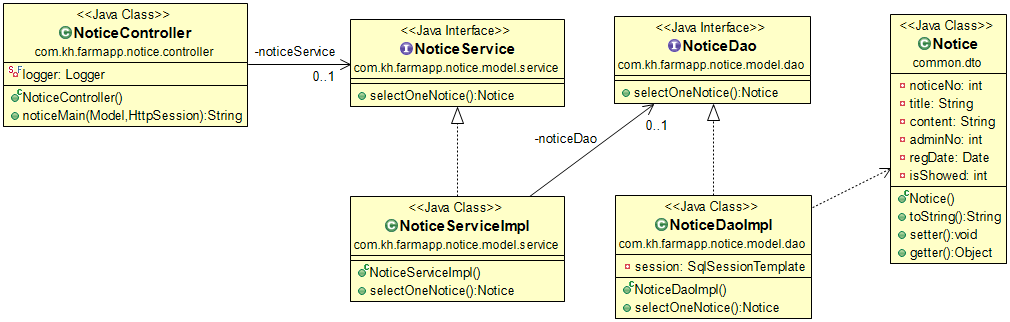 <<Java Class>>
NoticeController
com.kh.farmapp.notice.controller
SF logger: Logger
C NoticeController()
noticeMain(Model,HttpSession):String
-noticeService
0..1
<<Java Interface>>
I NoticeService
com.kh.farmapp.notice.model.service
selectOneNotice():Notice
<<Java Interface>>
I NoticeDao
com.kh.farmapp.notice.model.dao
selectOneNotice():Notice
<<Java Class>>
C Notice
common.dto
noticeNo: int
title: String
content: String
adminNo: int
regDate: Date
isShowed: int
C Notice()
toString():String
setter():void
getter():Object
-noticeDao
0..1
<<Java Class>>
C NoticeServiceImpl
com.kh.farmapp.notice.model.service
C NoticeServiceImpl()
selectOneNotice():Notice
<<Java Class>>
C NoticeDaoImpl
com.kh.farmapp.notice.model.dao
session: SqlSessionTemplate
C NoticeDaoImpl()
selectOneNotice():Notice